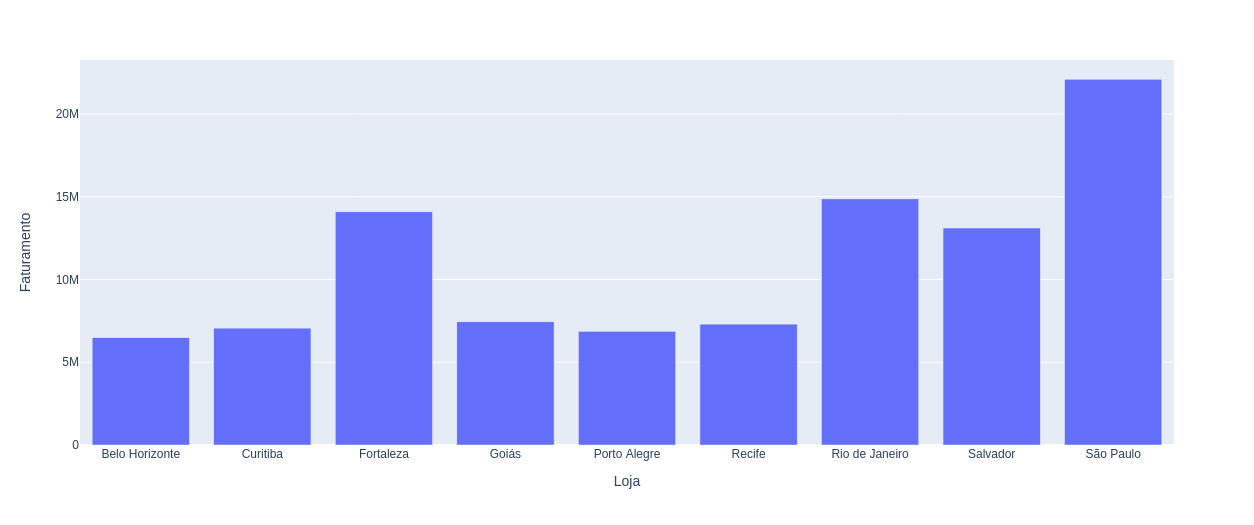 20M
15M
10M
5M
0
Faturamento
Belo Horizonte
Curitiba
Fortaleza
Goiás
Porto Alegre
Recife
Rio de Janeiro
Salvador
São Paulo
Loja